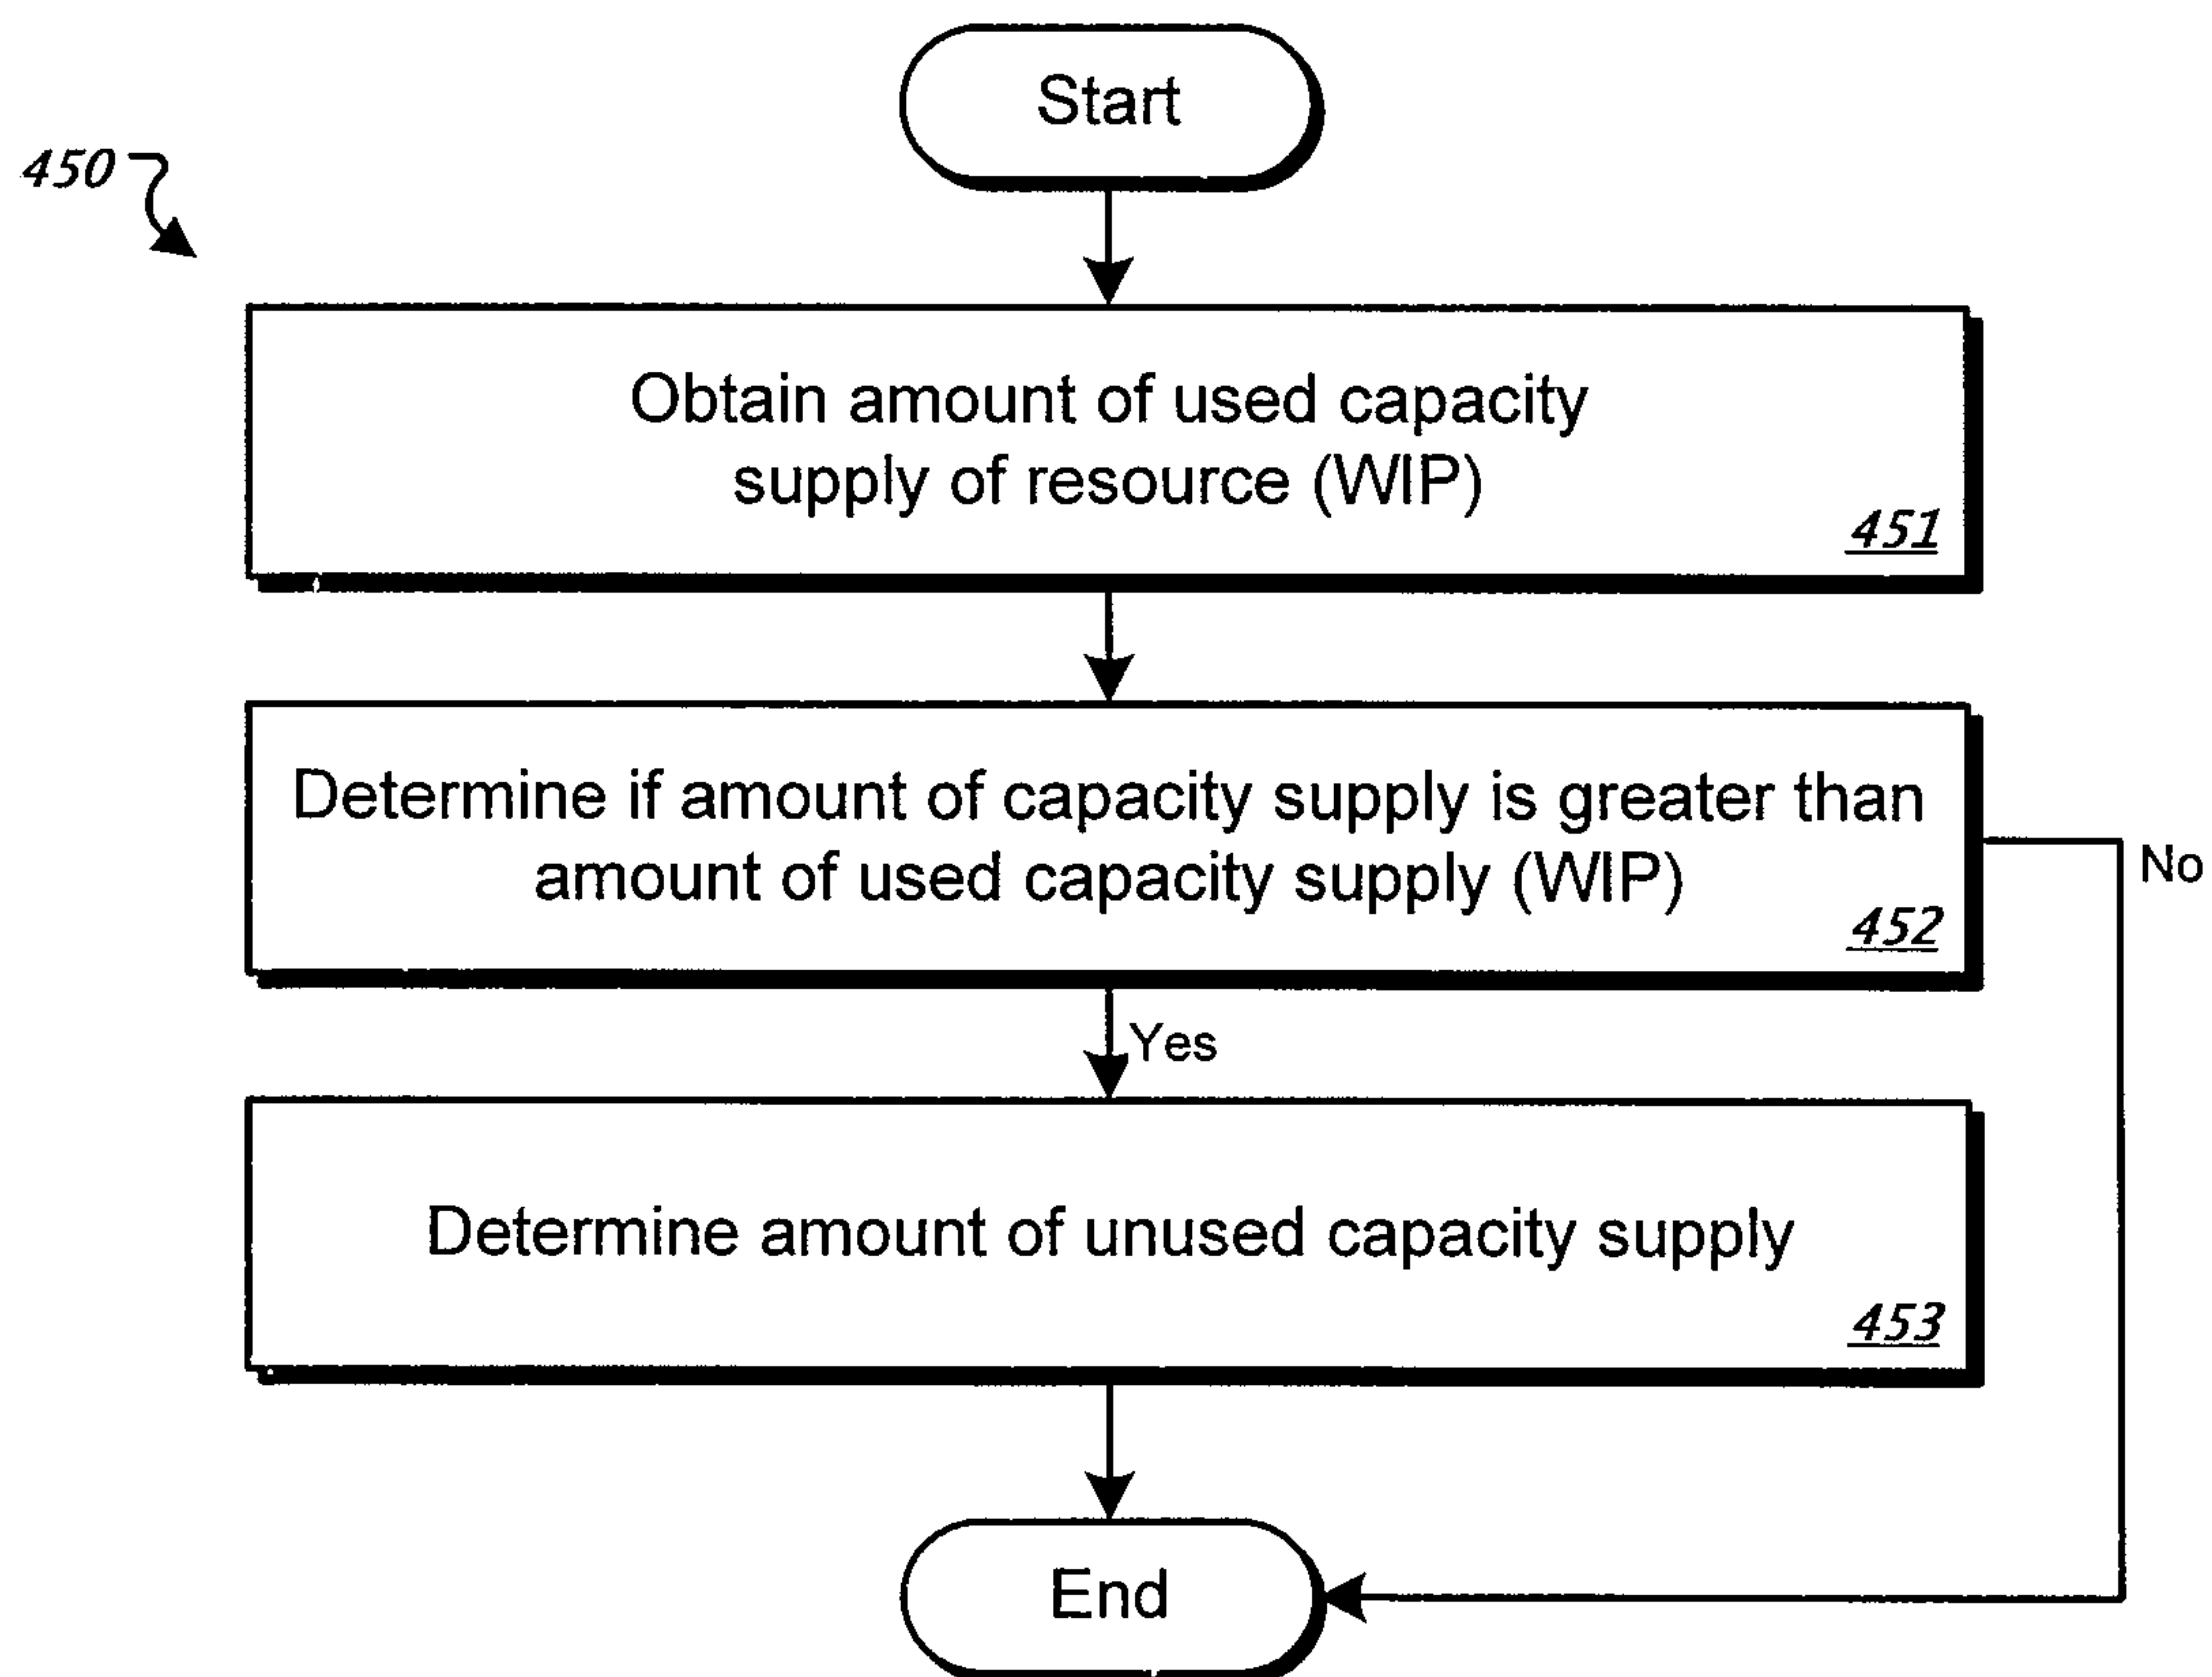 Start
450
Obtain amount of used capacity
supply of resource (WIP)
451
Determine if amount of capacity supply is greater than
amount of used capacity supply (WIP)
452
No
Yes
Determine amount of unused capacity supply
453
End